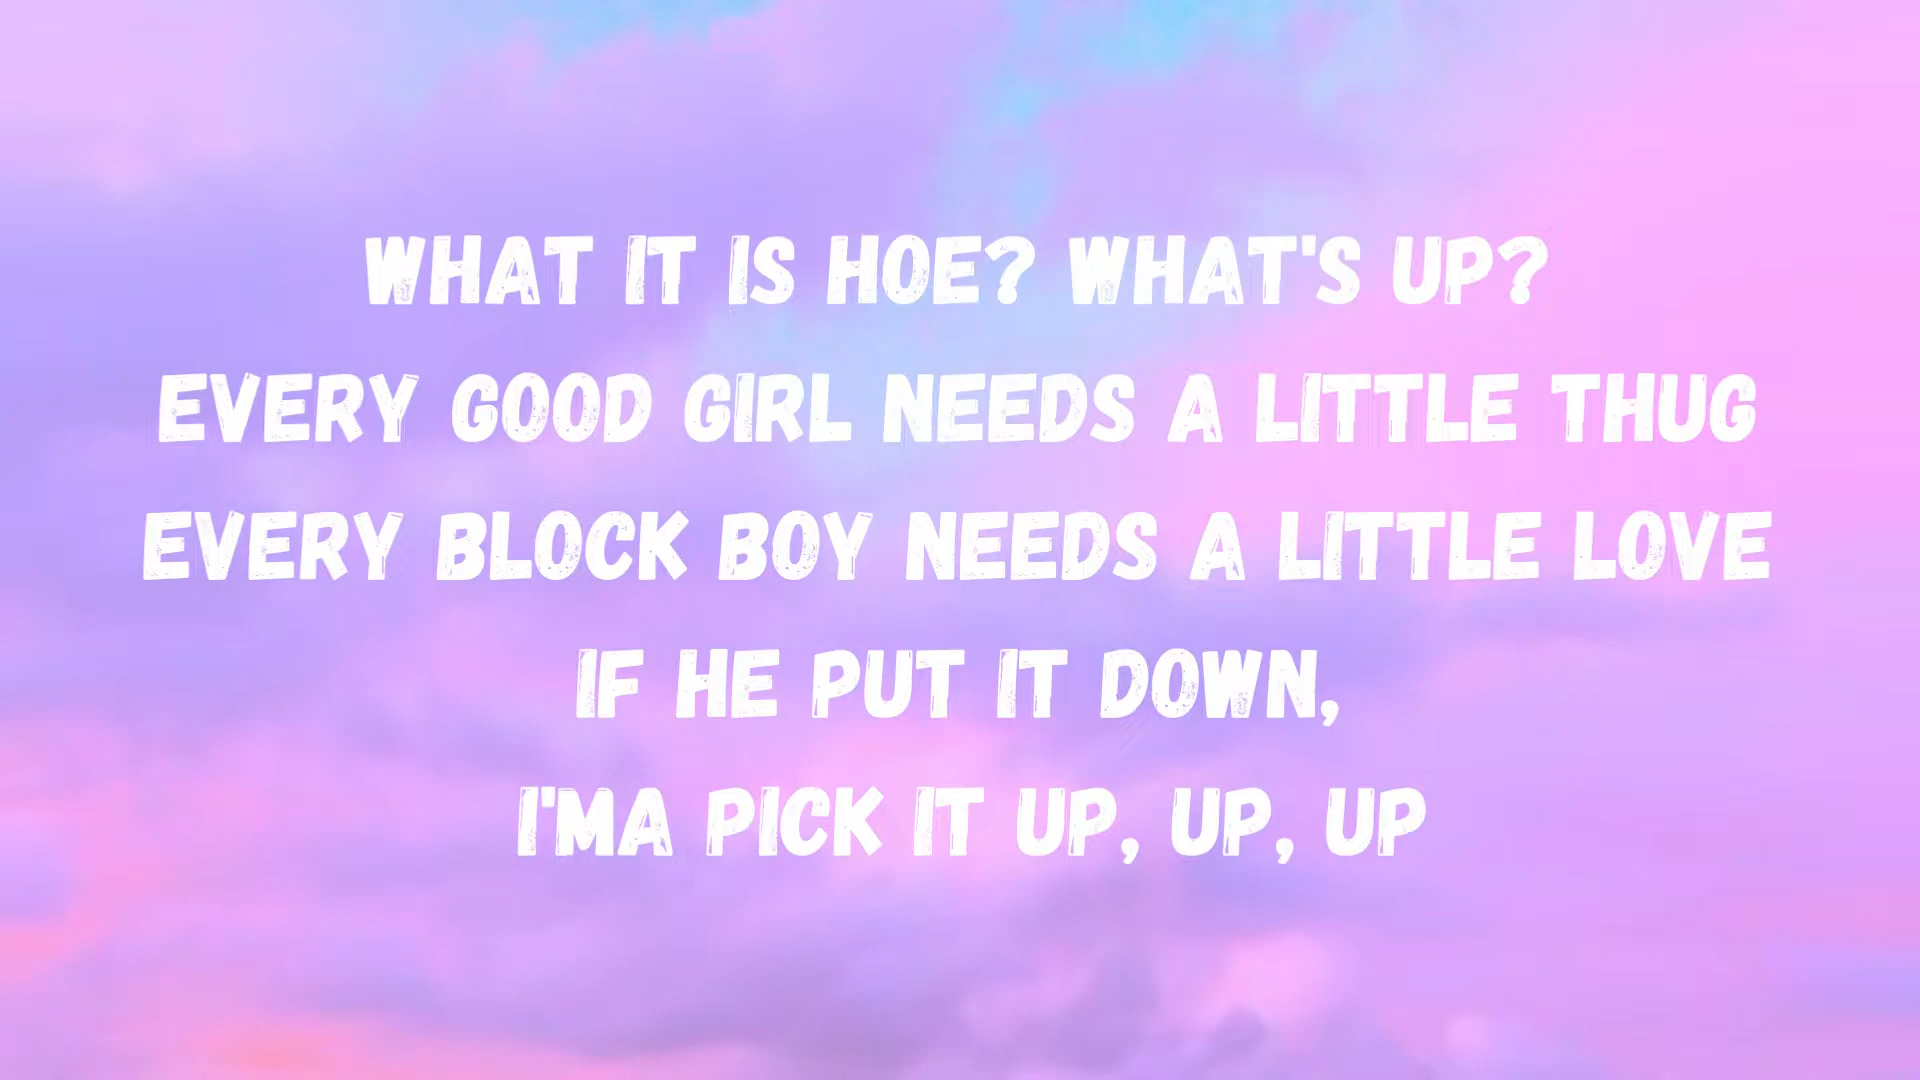 WHAT IT IS HOE? WHAT'S UP?
EVERY GOOD GIRL NEEDS A LITTLE THUG
EVERY BLOCK BOY NEEDS A LITTLE LOVE
IF HE PUT IT DOWN,
I'MA PICK IT UP, UP, UP